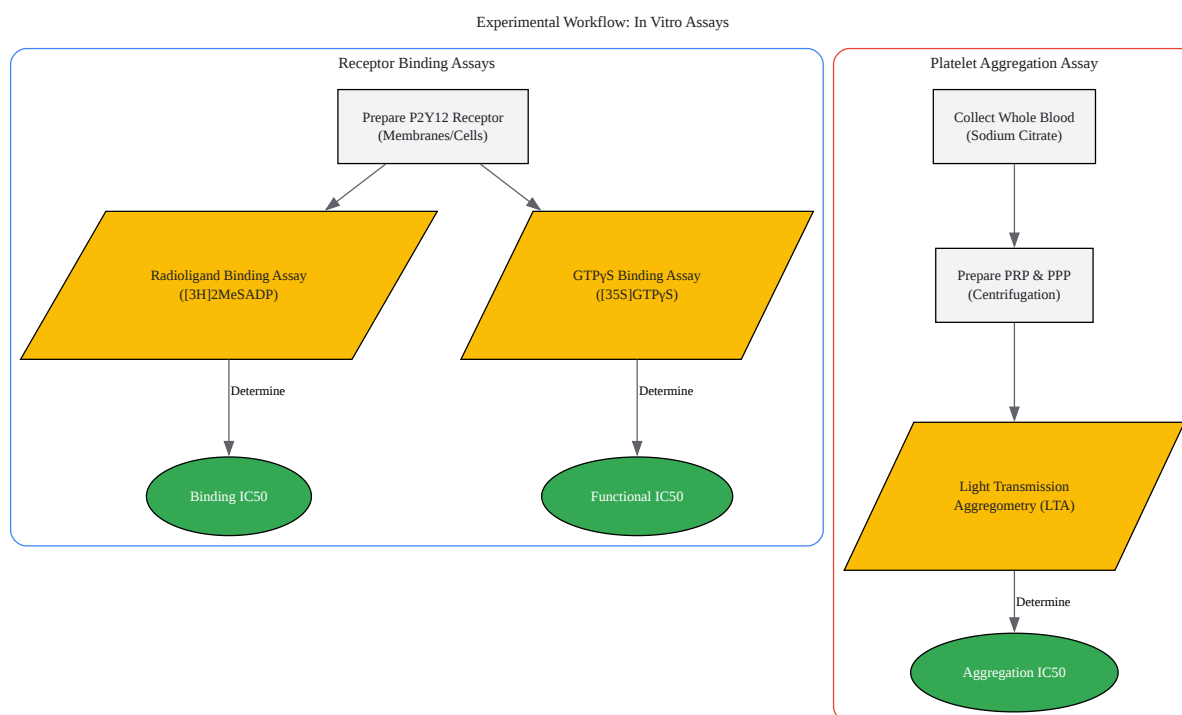 Experimental Workflow: In Vitro Assays
Receptor Binding Assays
Prepare P2Y12 Receptor
(Membranes/Cells)
Radioligand Binding Assay
([3H]2MeSADP)
GTPγS Binding Assay
([35S]GTPγS)
Determine
Determine
Binding IC50
Functional IC50
Platelet Aggregation Assay
Collect Whole Blood
(Sodium Citrate)
Prepare PRP & PPP
(Centrifugation)
Light Transmission
Aggregometry (LTA)
Determine
Aggregation IC50